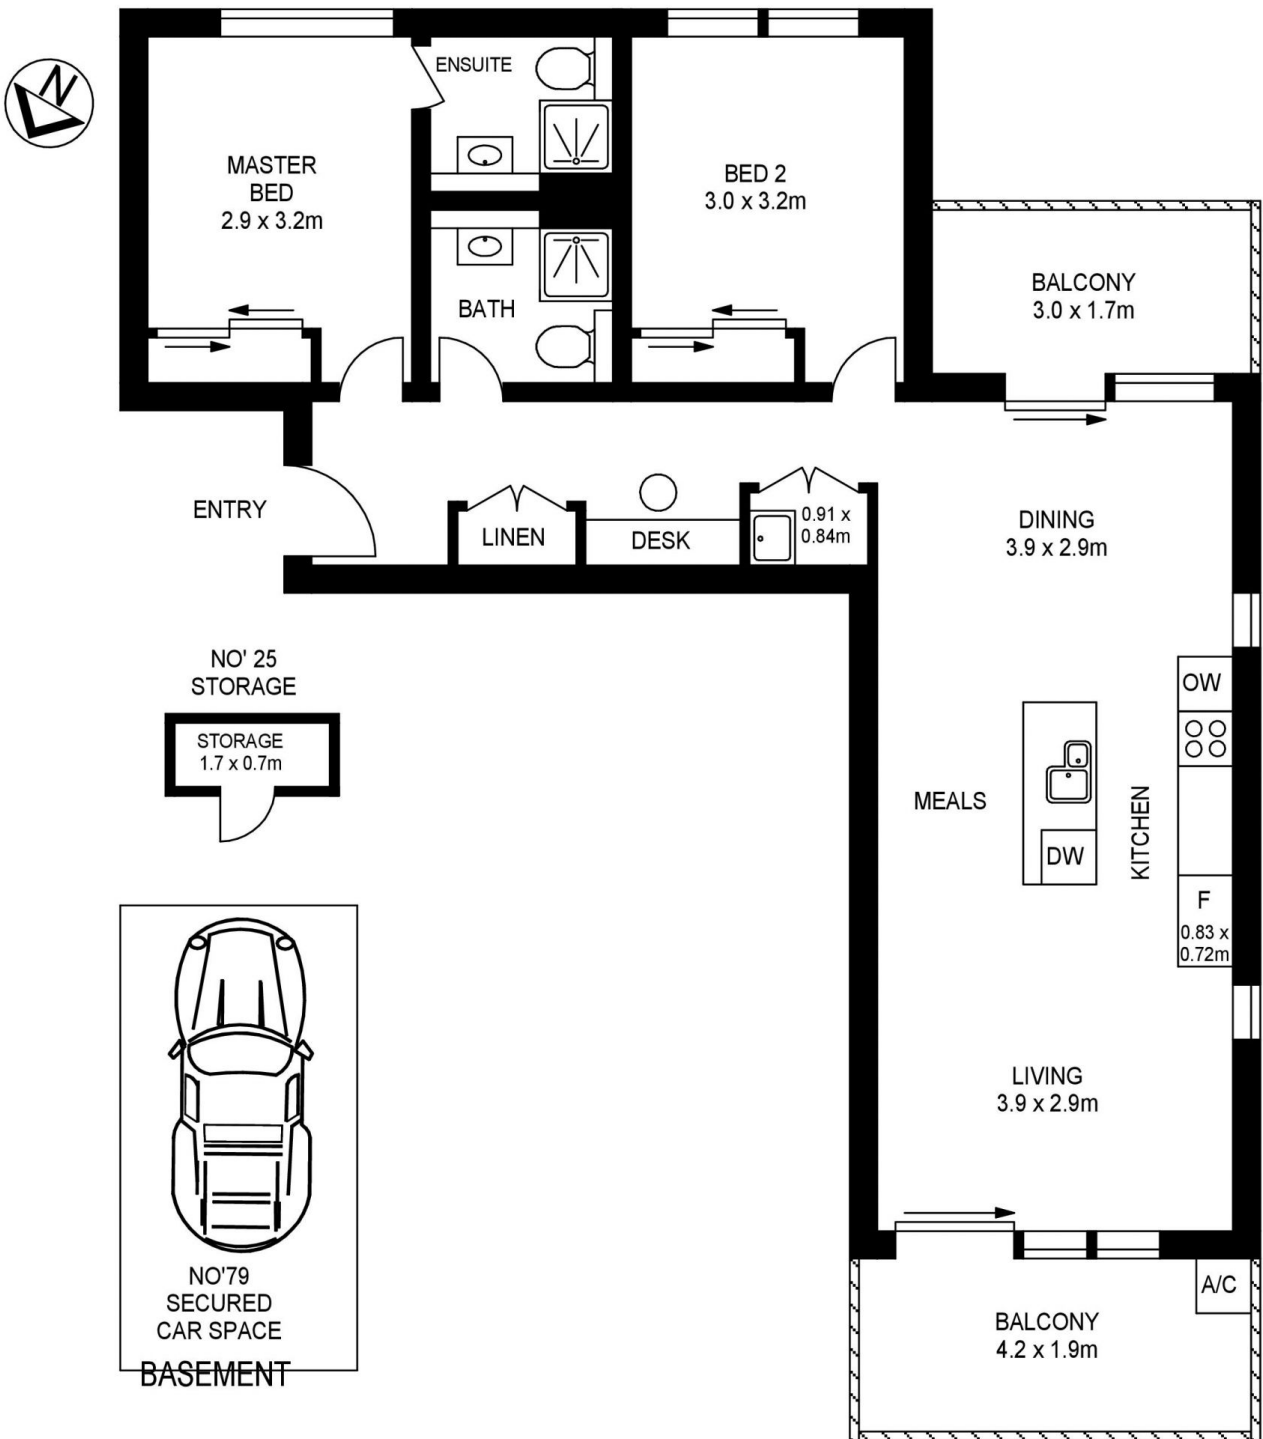 N
ENSUITE
MASTER
BED
2.9 x 3.2m
BED 2
3.0 x 3.2m
BATH
BALCONY
3.0 x 1.7m
ENTRY
LINEN
DESK
0.91 x
0.84m
DINING
3.9 x 2.9m
NO' 25
STORAGE
STORAGE
1.7 x 0.7m
OW
MEALS
KITCHEN
DW
F
0.83 x
0.72m
LIVING
3.9 x 2.9m
NO'79
SECURED
CAR SPACE
BASEMENT
A/C
BALCONY
4.2 x 1.9m